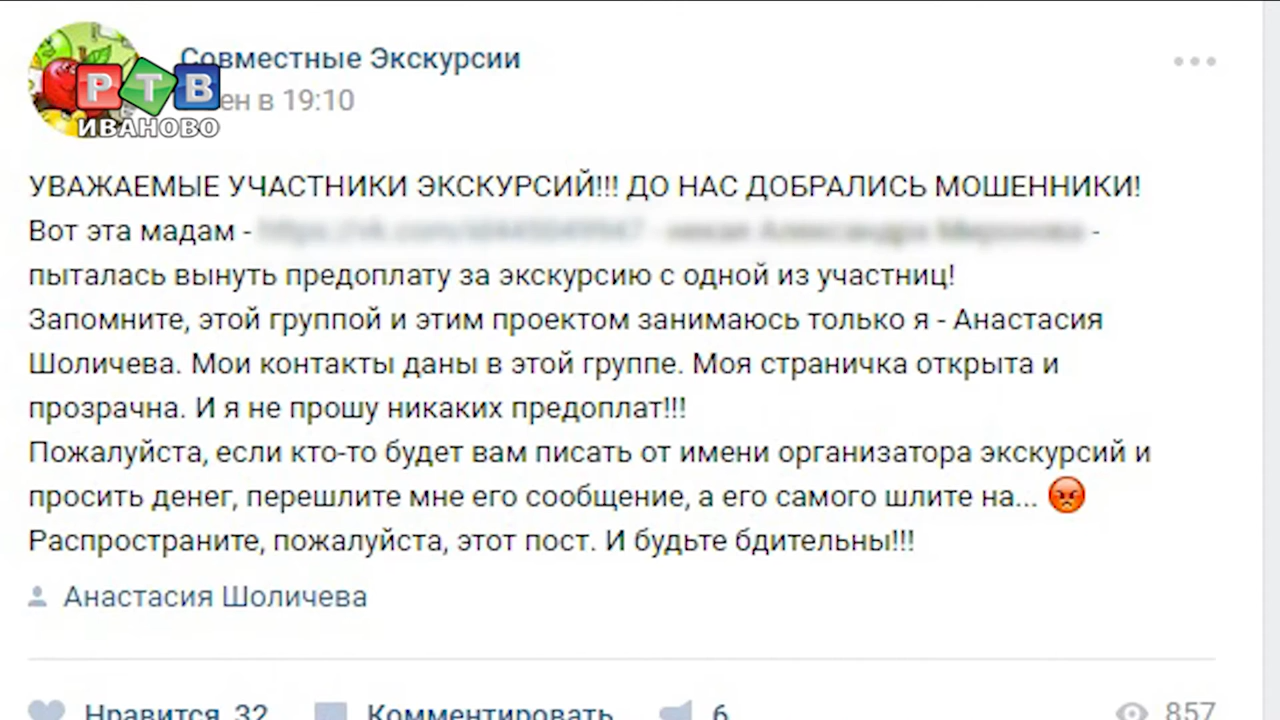 Совместные Экскурсии
ен в 19:10
РТВ
ИВАНОВО
УВАЖАЕМЫЕ УЧАСТНИКИ ЭКСКУРСИЙ!!! ДО НАС ДОБРАЛИСЬ МОШЕННИКИ!
Вот эта мадам - -
пыталась вынуть предоплату за экскурсию с одной из участниц!
Запомните, этой группой и этим проектом занимаюсь только я - Анастасия
Шоличева. Мои контакты даны в этой группе. Моя страничка открыта и
прозрачна. И я не прошу никаких предоплат!!!
Пожалуйста, если кто-то будет вам писать от имени организатора экскурсий и
просить денег, перешлите мне его сообщение, а его самого шлите на... 😡
Распространите, пожалуйста, этот пост. И будьте бдительны!!!
Анастасия Шоличева
Нравится 32 Комментировать 6 857